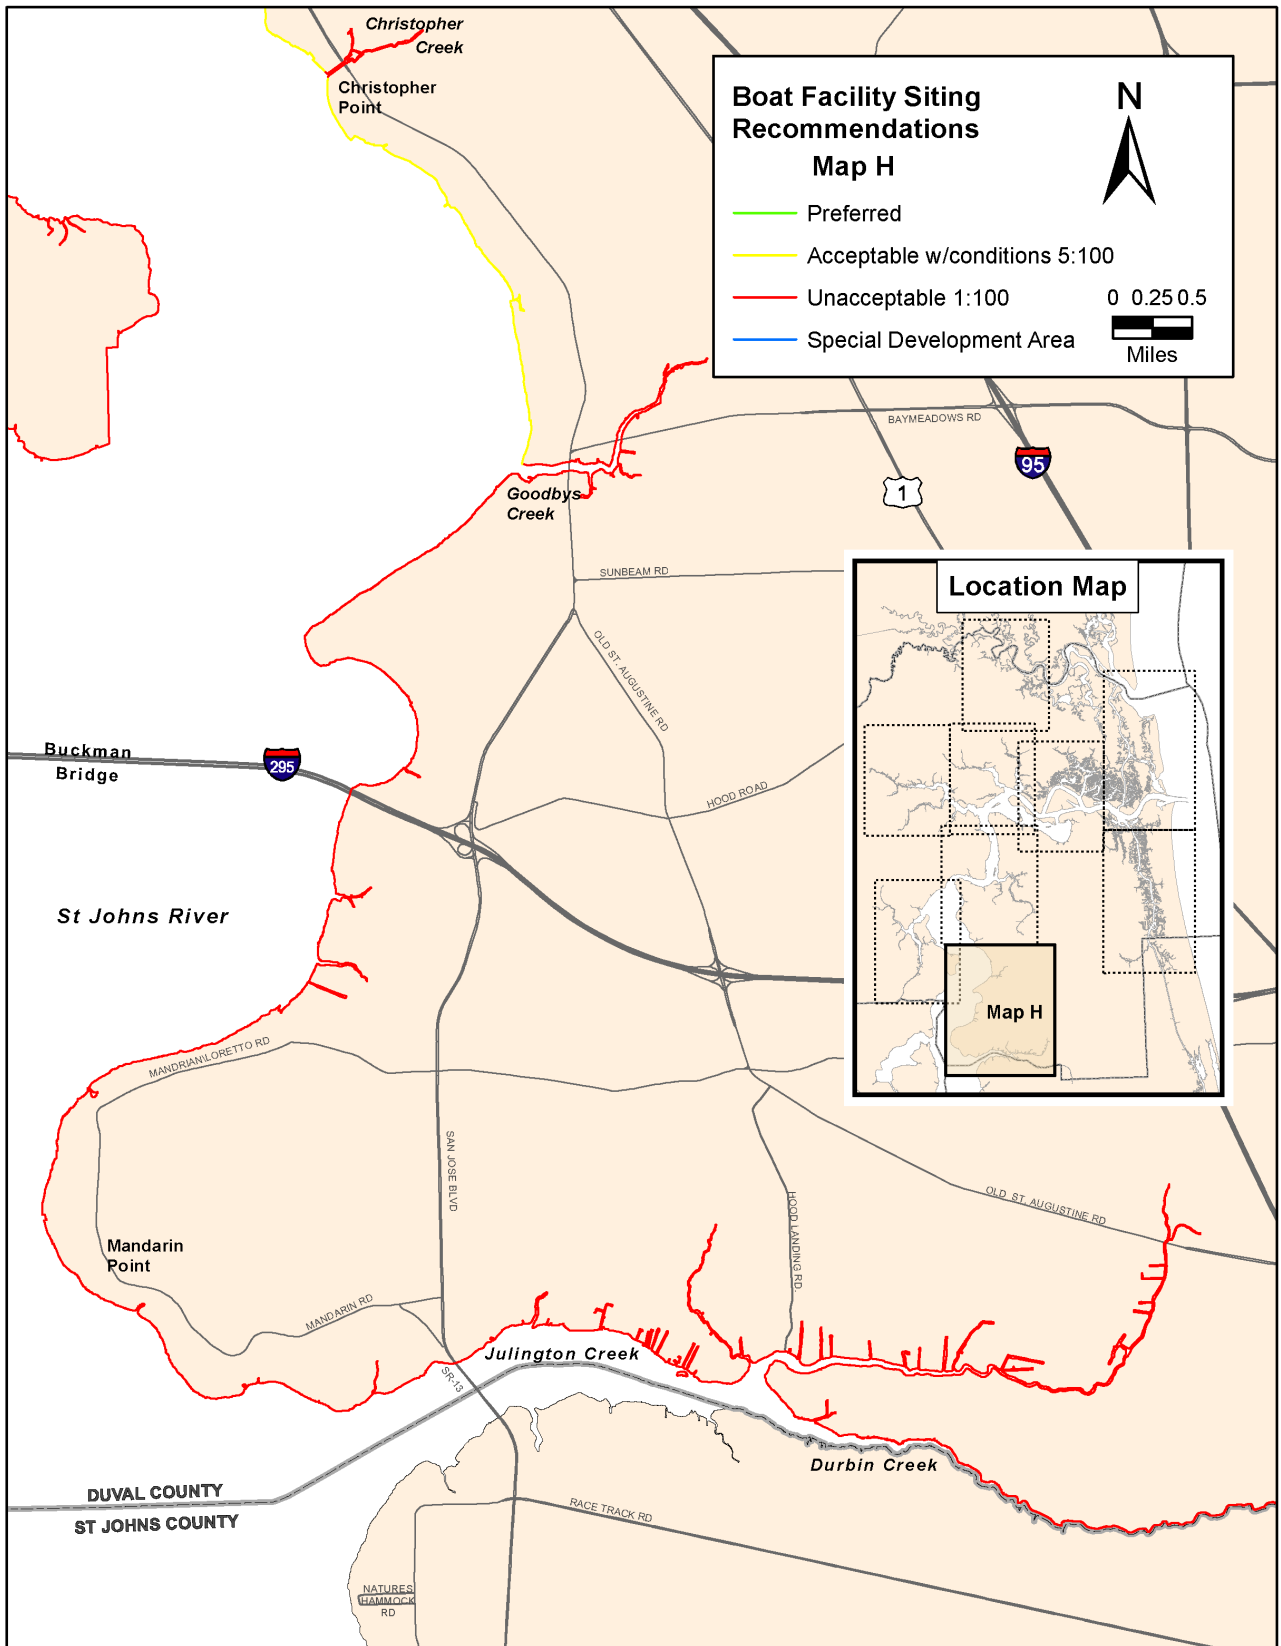 Christopher
Creek
Christopher
Point
Boat Facility Siting
Recommendations
Map H
N
Preferred
Acceptable w/conditions 5:100
Unacceptable 1:100
Special Development Area
0 0.25 0.5
Miles
BAYMEADOWS RD
95
1
Goodbys
Creek
SUNBEAM RD
OLD ST. AUGUSTINE RD
Location Map
Map H
Buckman
Bridge
295
HOOD ROAD
St Johns River
MANDRIAN\LORETTO RD
SAN JOSE BLVD
HOOD LANDING RD.
OLD ST. AUGUSTINE RD
Mandarin
Point
MANDARIN RD
Julington Creek
SR-13
Durbin Creek
DUVAL COUNTY
ST JOHNS COUNTY
RACE TRACK RD
NATURES
HAMMOCK
RD